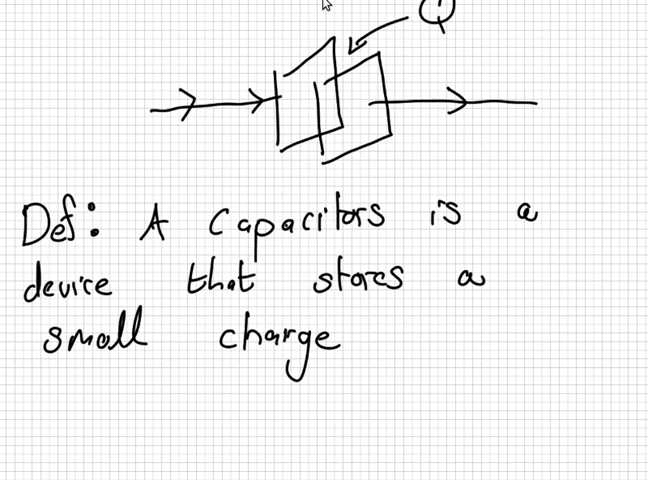 Q
Def: A Capacitors is a
device that stores a
small charge